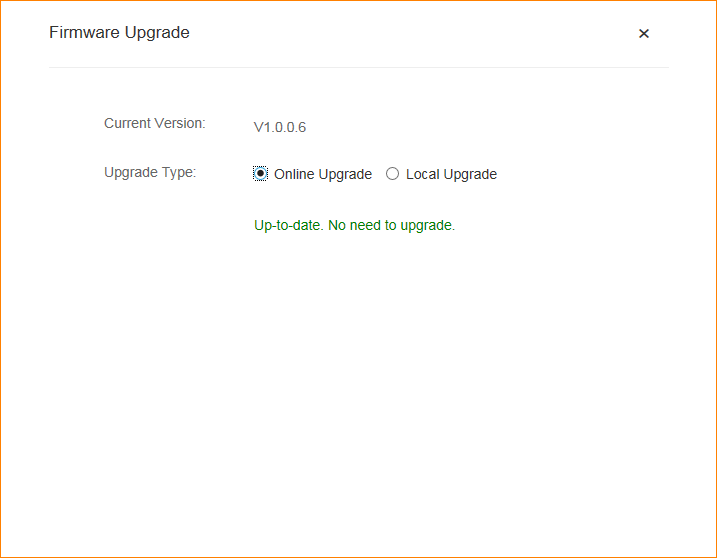 Firmware Upgrade
Current Version: V1.0.0.6
Upgrade Type: Online Upgrade Local Upgrade
Up-to-date. No need to upgrade.